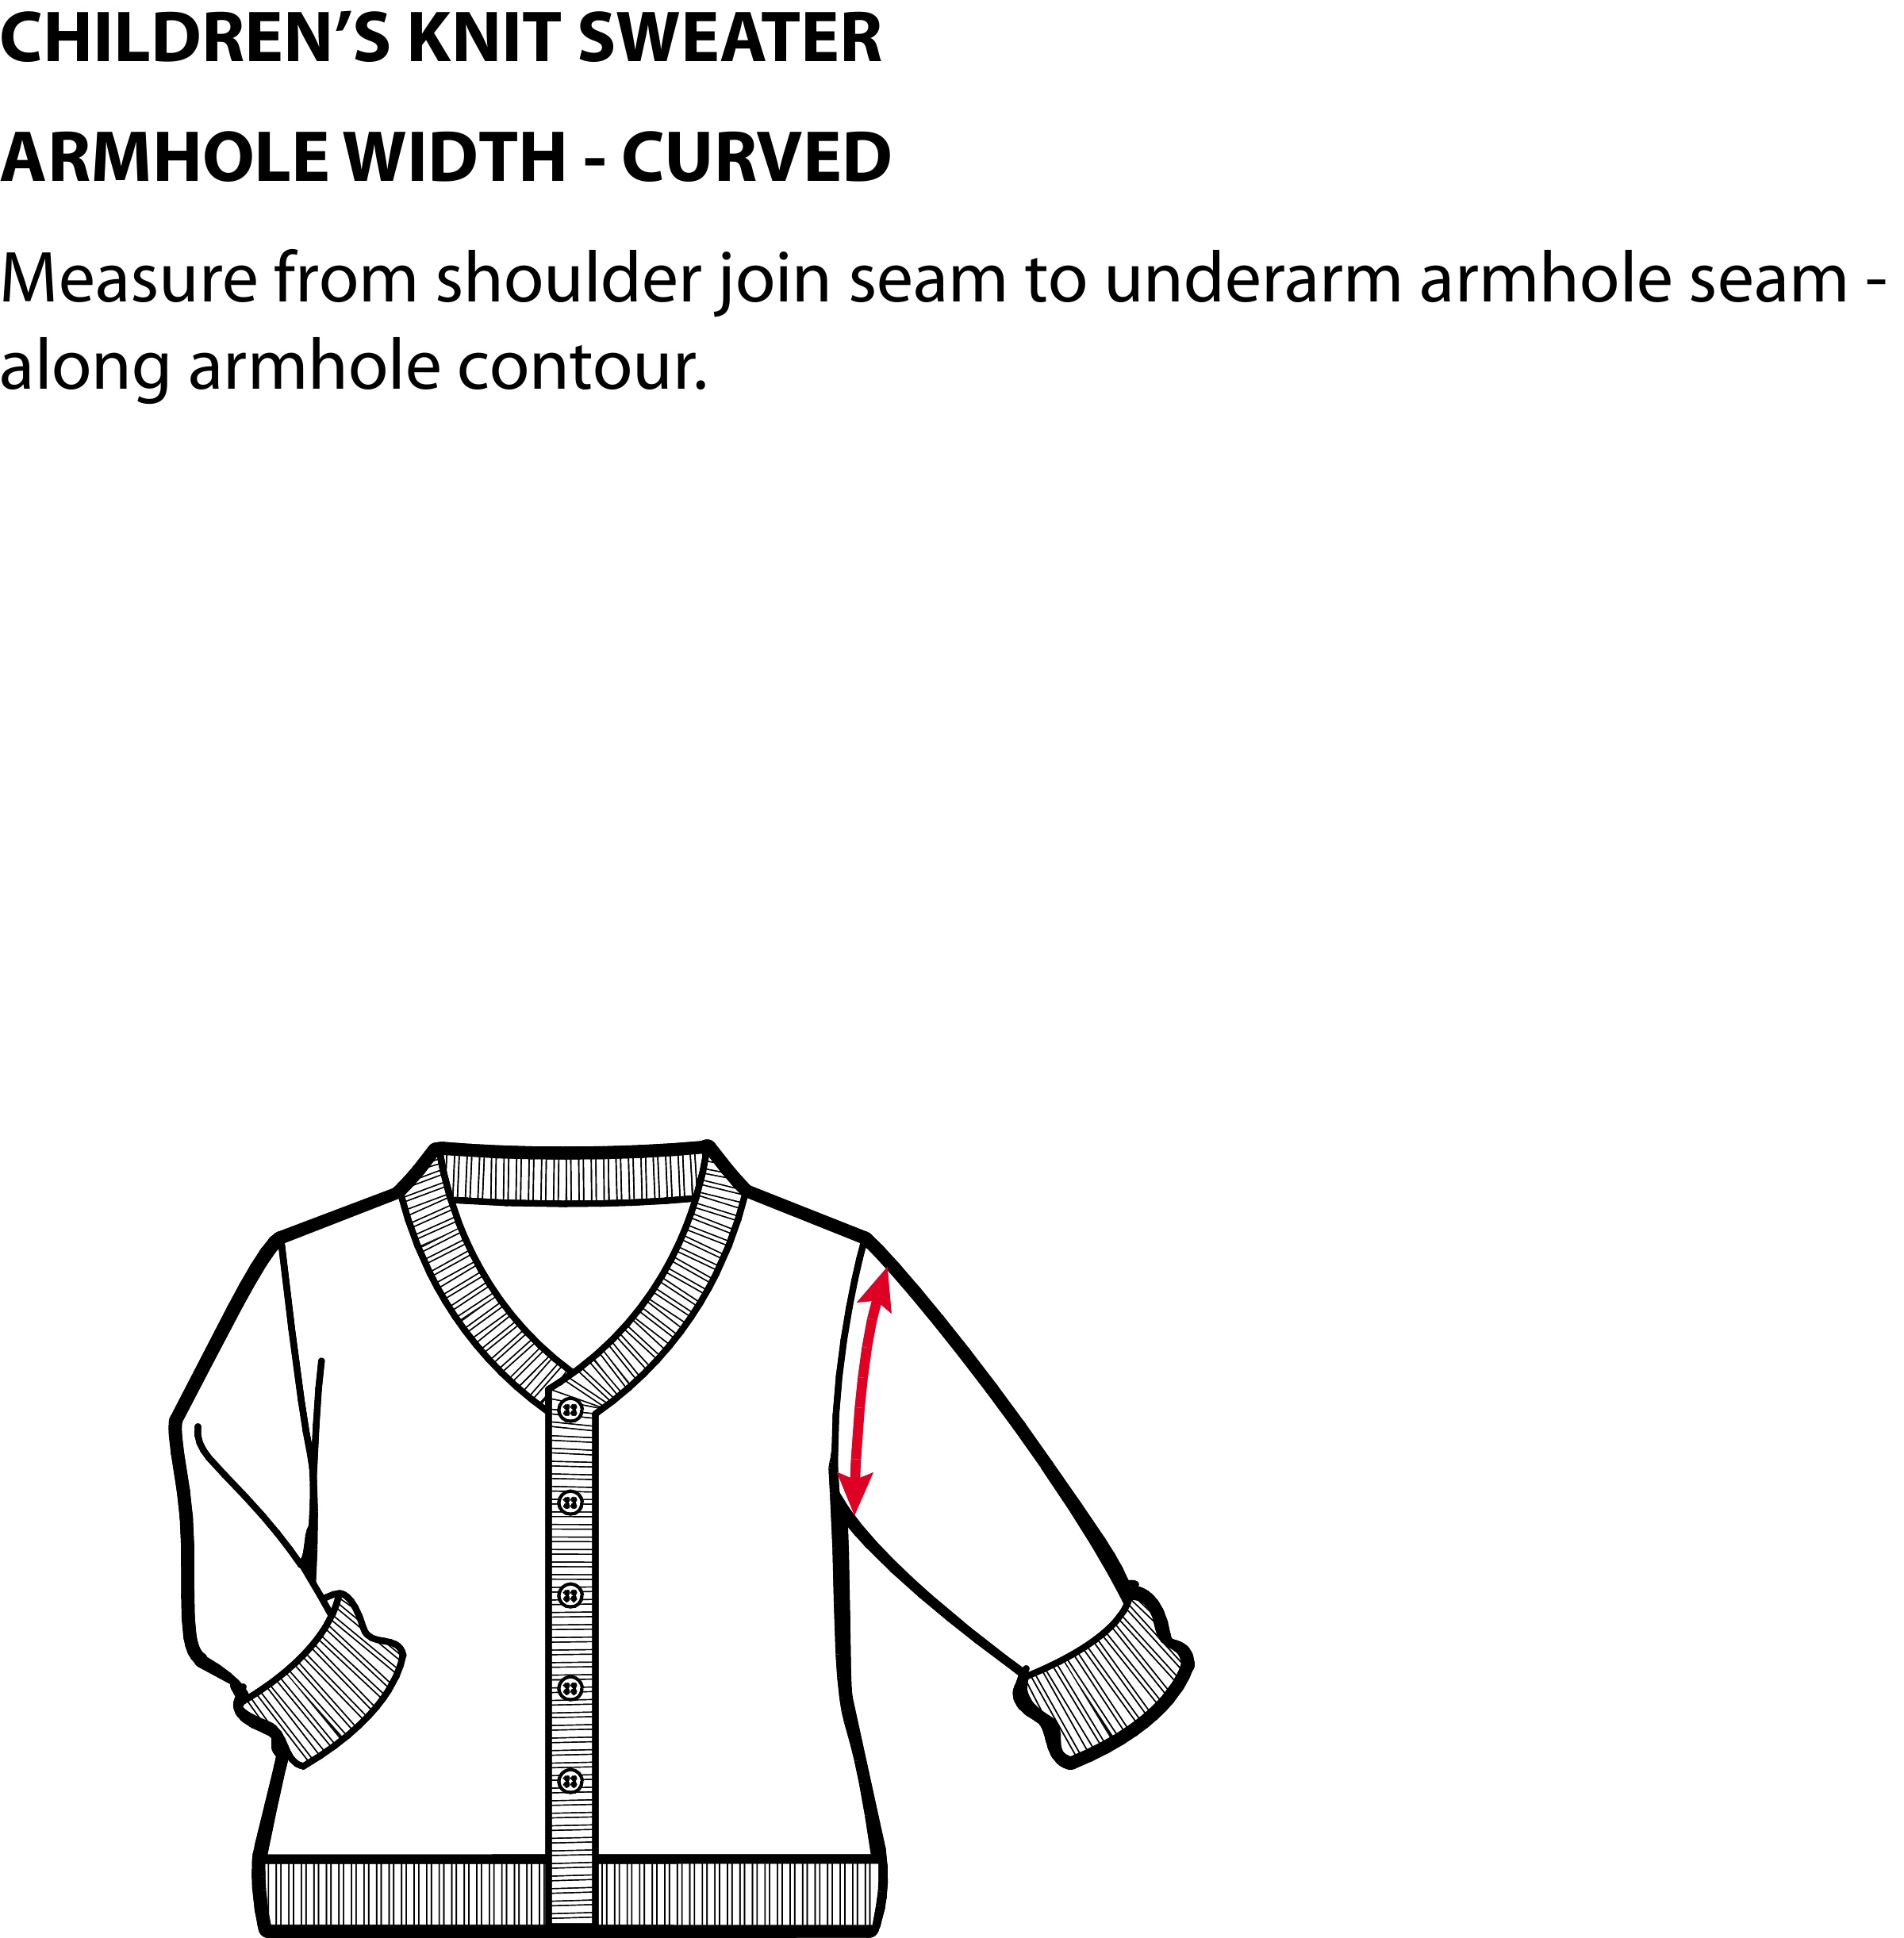 CHILDREN’S KNIT SWEATER
ARMHOLE WIDTH - CURVED
Measure from shoulder join seam to underarm armhole seam -
along armhole contour.